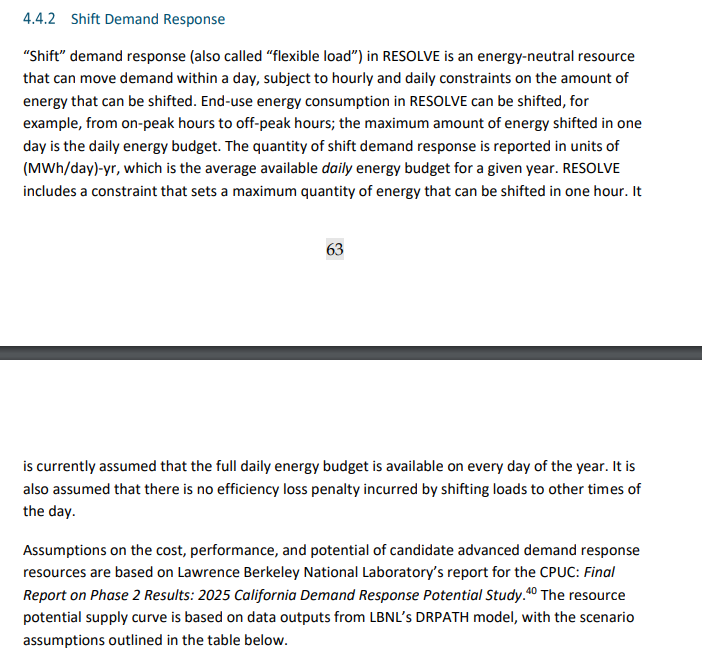 4.4.2 Shift Demand Response
“Shift” demand response (also called “flexible load”) in RESOLVE is an energy-neutral resource
that can move demand within a day, subject to hourly and daily constraints on the amount of
energy that can be shifted. End-use energy consumption in RESOLVE can be shifted, for
example, from on-peak hours to off-peak hours; the maximum amount of energy shifted in one
day is the daily energy budget. The quantity of shift demand response is reported in units of
(MWh/day)-yr, which is the average available daily energy budget for a given year. RESOLVE
includes a constraint that sets a maximum quantity of energy that can be shifted in one hour. It
63
is currently assumed that the full daily energy budget is available on every day of the year. It is
also assumed that there is no efficiency loss penalty incurred by shifting loads to other times of
the day.
Assumptions on the cost, performance, and potential of candidate advanced demand response
resources are based on Lawrence Berkeley National Laboratory’s report for the CPUC: Final
Report on Phase 2 Results: 2025 California Demand Response Potential Study.⁴⁰ The resource
potential supply curve is based on data outputs from LBNL’s DRPATH model, with the scenario
assumptions outlined in the table below.